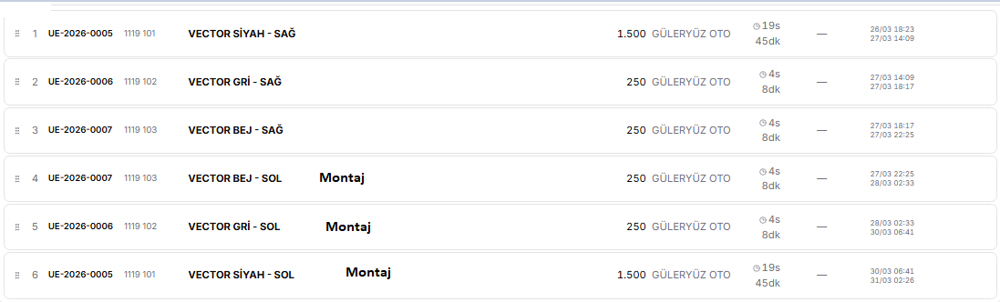 1 UE-2026-0005 1119 101 VECTOR SİYAH - SAĞ 1.500 GÜLERYÜZ OTO 19s 45dk — 26/03 18:23 27/03 14:09
2 UE-2026-0006 1119 102 VECTOR GRİ - SAĞ 250 GÜLERYÜZ OTO 4s 8dk — 27/03 14:09 27/03 18:17
3 UE-2026-0007 1119 103 VECTOR BEJ - SAĞ 250 GÜLERYÜZ OTO 4s 8dk — 27/03 18:17 27/03 22:25
4 UE-2026-0007 1119 103 VECTOR BEJ - SOL Montaj 250 GÜLERYÜZ OTO 4s 8dk — 27/03 22:25 28/03 02:33
5 UE-2026-0006 1119 102 VECTOR GRİ - SOL Montaj 250 GÜLERYÜZ OTO 4s 8dk — 28/03 02:33 30/03 06:41
6 UE-2026-0005 1119 101 VECTOR SİYAH - SOL Montaj 1.500 GÜLERYÜZ OTO 19s 45dk — 30/03 06:41 31/03 02:26